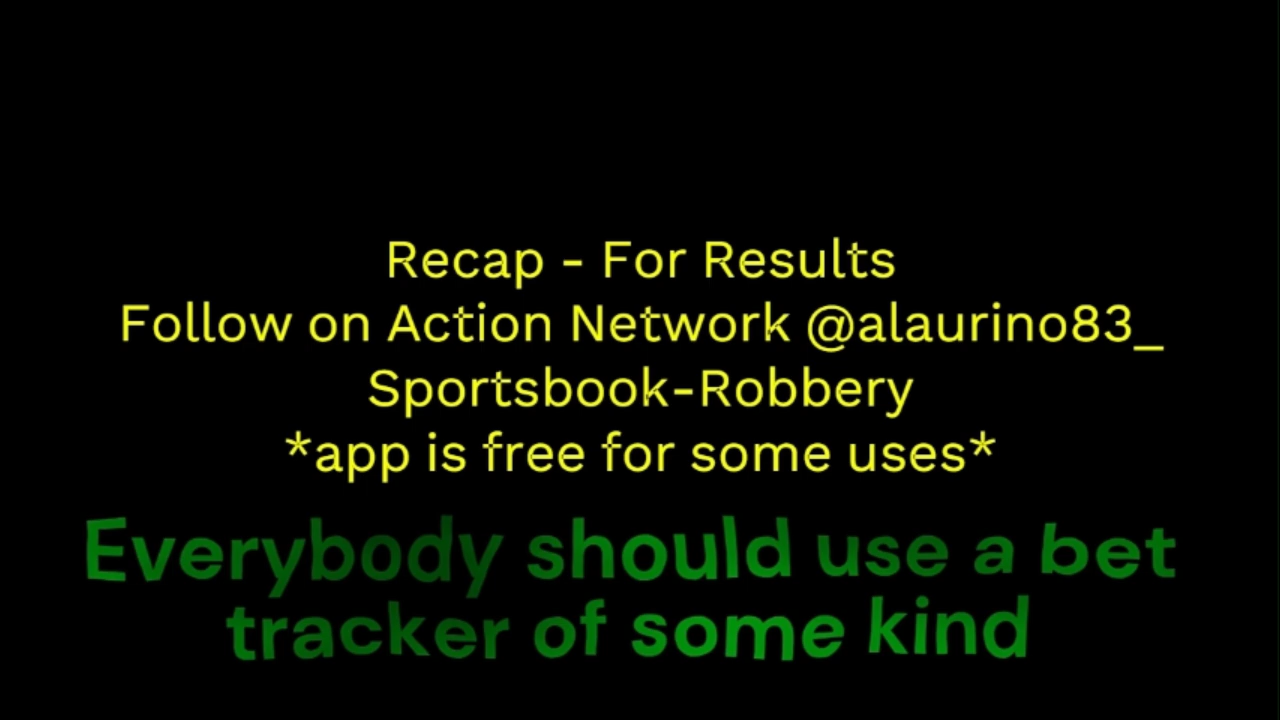 Recap - For Results
Follow on Action Network @alaurino83_
Sportsbook-Robbery
*app is free for some uses*
Everybody should use a bet
tracker of some kind